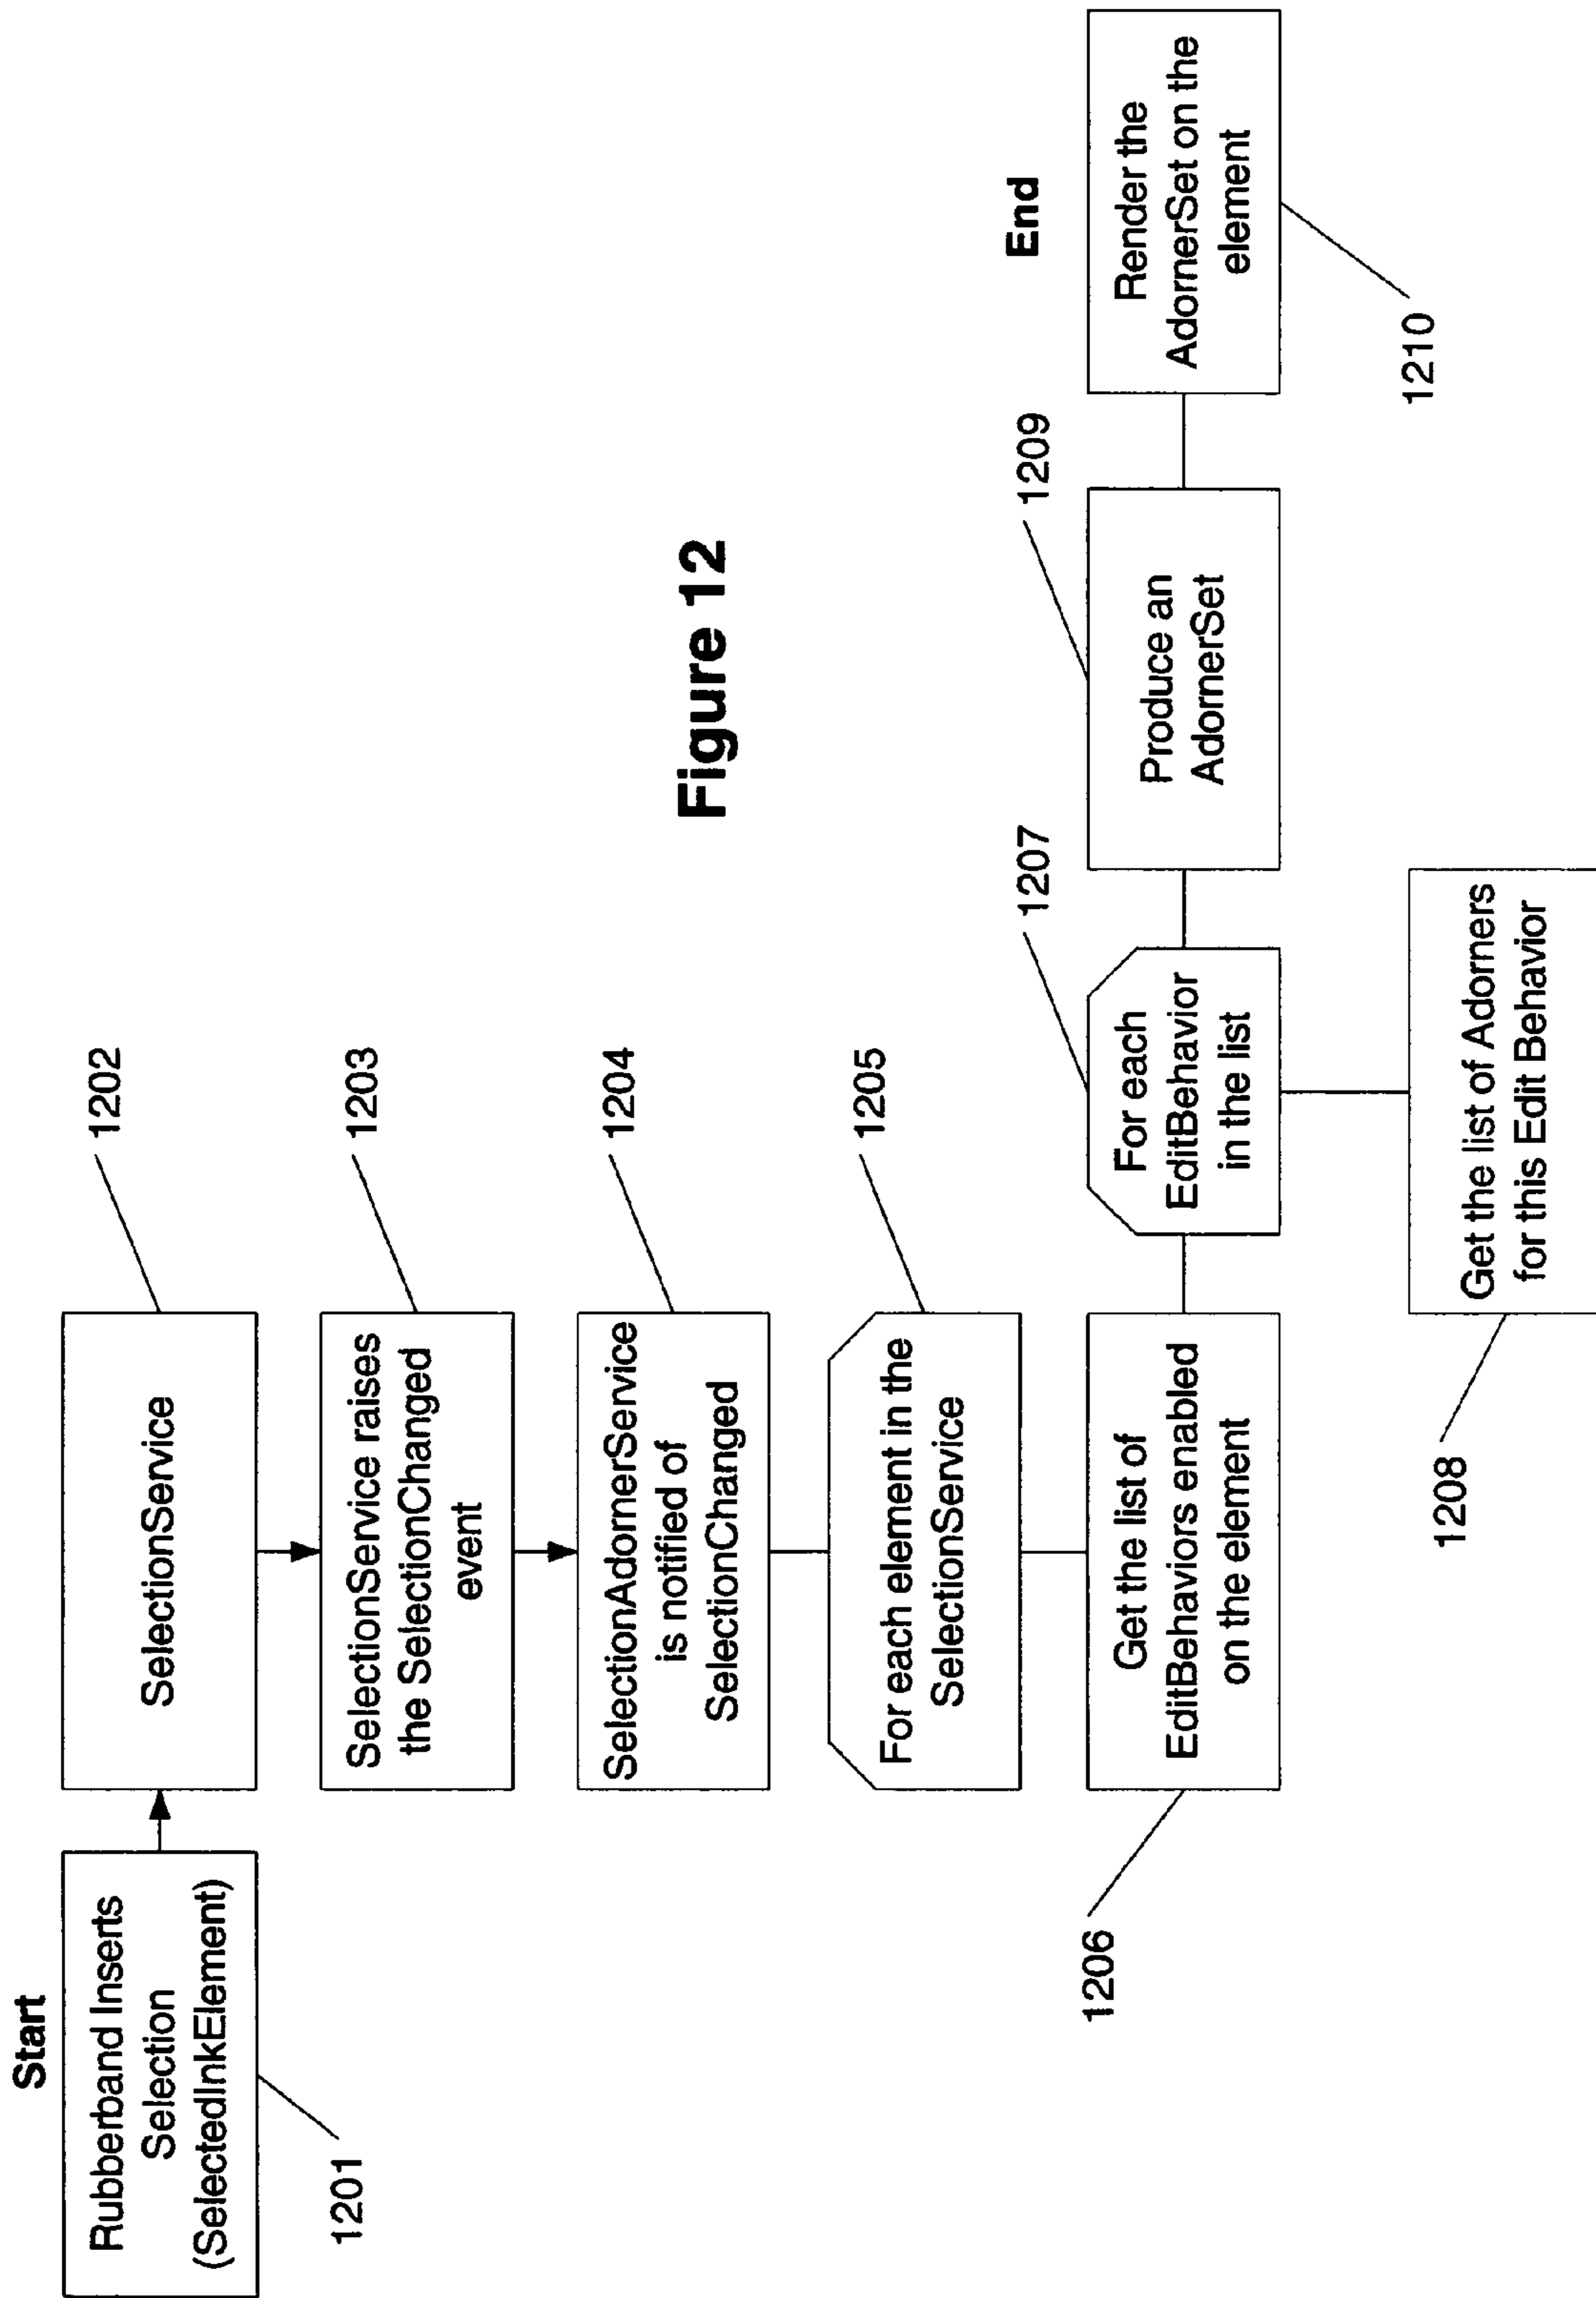 Start
Rubberband Inserts
Selection
(SelectedInkElement)
1201
SelectionService
1202
SelectionService raises
the SelectionChanged
event
1203
SelectionAdornerService
is notified of
SelectionChanged
1204
For each element in the
SelectionService
1205
Get the list of
EditBehaviors enabled
on the element
1206
For each
EditBehavior
in the list
1207
Get the list of Adorners
for this Edit Behavior
1208
Produce an
AdornerSet
1209
End
Render the
AdornerSet on the
element
1210
Figure 12